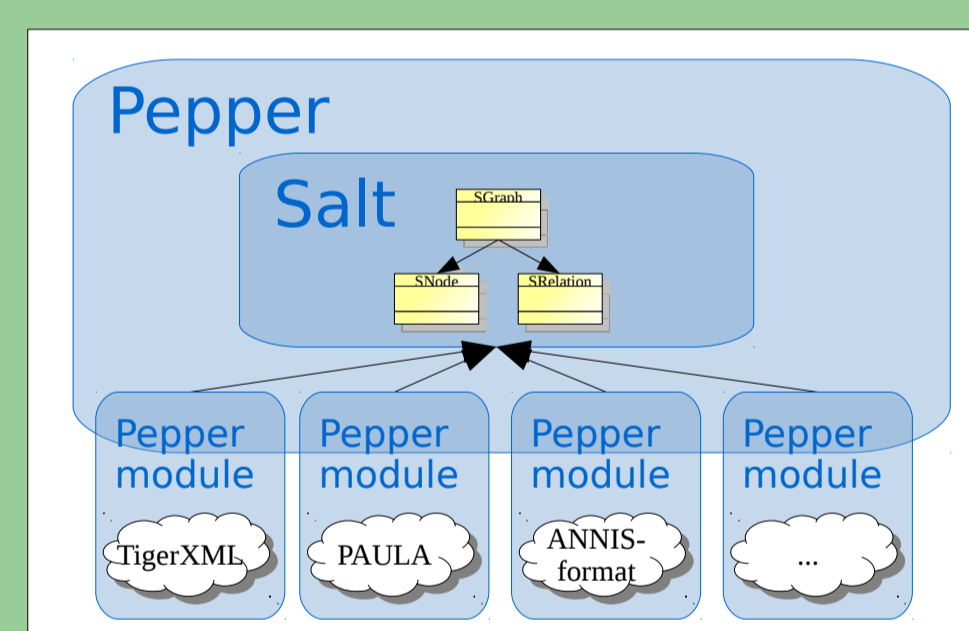 Pepper
Salt
SGraph
SNode
SRelation
Pepper
module
Pepper
module
Pepper
module
Pepper
module
TigerXML
PAULA
ANNIS-
format
...